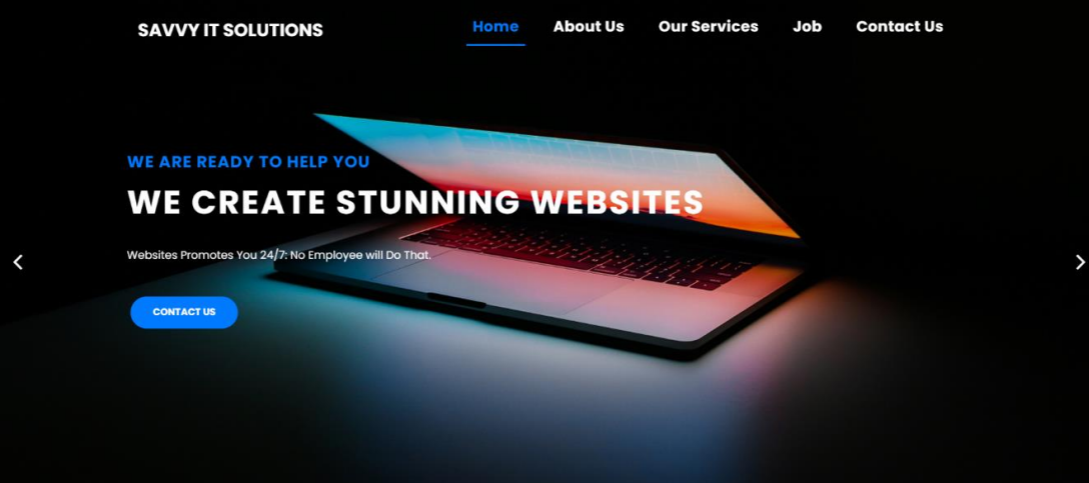 SAVVY IT SOLUTIONS
Home About Us Our Services Job Contact Us
WE ARE READY TO HELP YOU
WE CREATE STUNNING WEBSITES
Websites Promotes You 24/7: No Employee will Do That.
CONTACT US